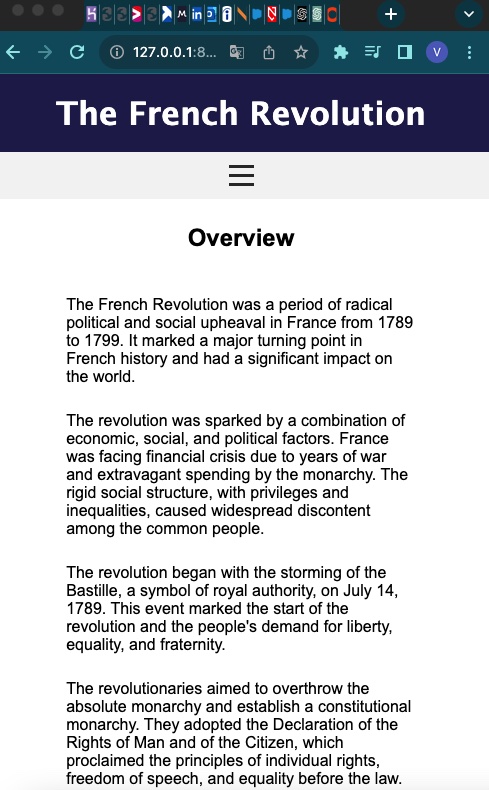 127.0.0.1:8...
V
The French Revolution
Overview
The French Revolution was a period of radical
political and social upheaval in France from 1789
to 1799. It marked a major turning point in
French history and had a significant impact on
the world.
The revolution was sparked by a combination of
economic, social, and political factors. France
was facing financial crisis due to years of war
and extravagant spending by the monarchy. The
rigid social structure, with privileges and
inequalities, caused widespread discontent
among the common people.
The revolution began with the storming of the
Bastille, a symbol of royal authority, on July 14,
1789. This event marked the start of the
revolution and the people's demand for liberty,
equality, and fraternity.
The revolutionaries aimed to overthrow the
absolute monarchy and establish a constitutional
monarchy. They adopted the Declaration of the
Rights of Man and of the Citizen, which
proclaimed the principles of individual rights,
freedom of speech, and equality before the law.